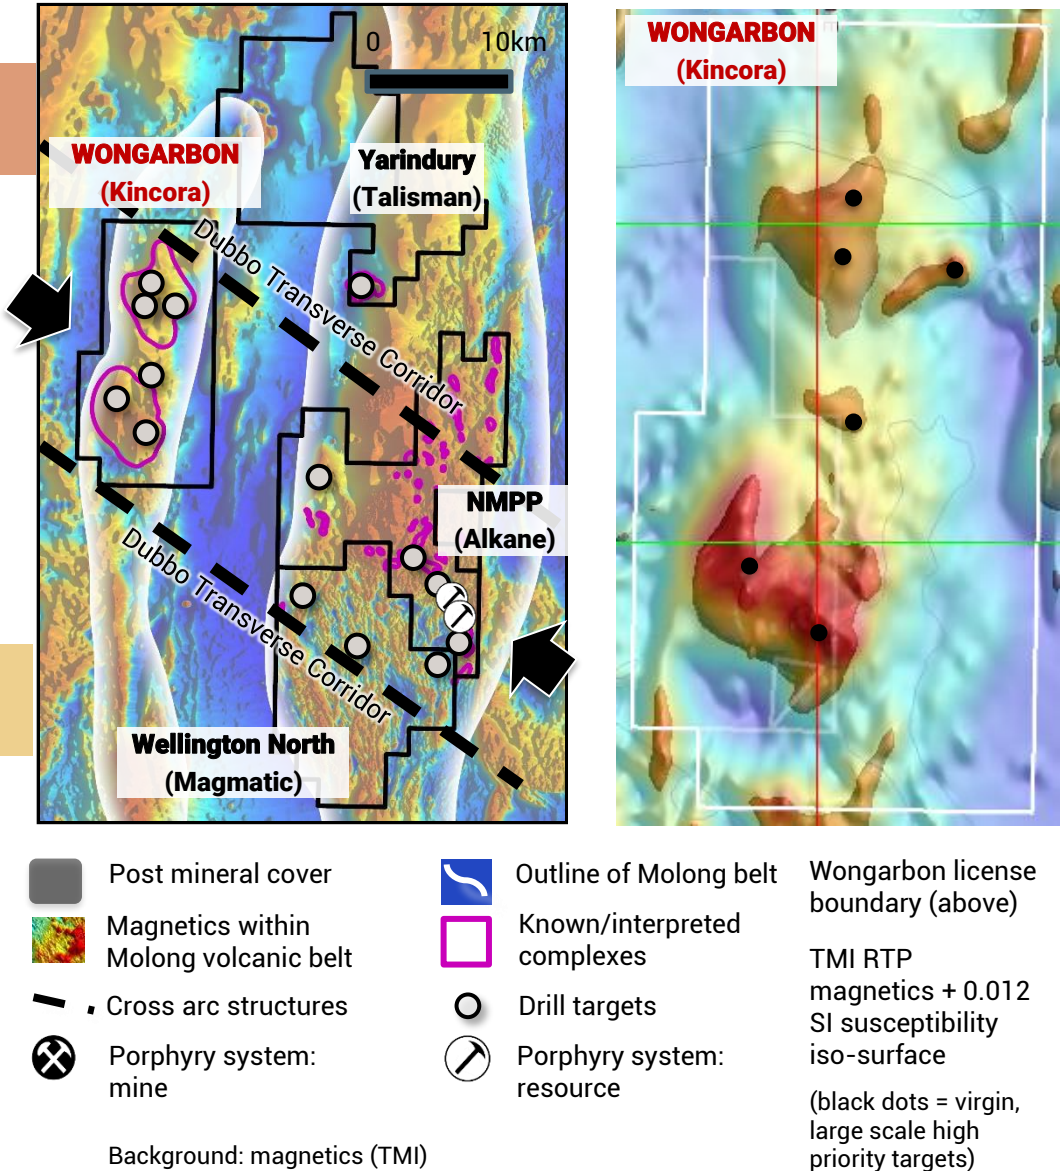 0 10km
WONGARBON
(Kincora)
Yarindury
(Talisman)
Dubbo Transverse Corridor
NMPP
(Alkane)
Dubbo Transverse Corridor
Wellington North
(Magmatic)
WONGARBON
(Kincora)
Post mineral cover
Magnetics within
Molong volcanic belt
Cross arc structures
Porphyry system:
mine
Background: magnetics (TMI)
Outline of Molong belt
Known/interpreted
complexes
Drill targets
Porphyry system:
resource
Wongarbon license
boundary (above)
TMI RTP
magnetics + 0.012
SI susceptibility
iso-surface
(black dots = virgin,
large scale high
priority targets)